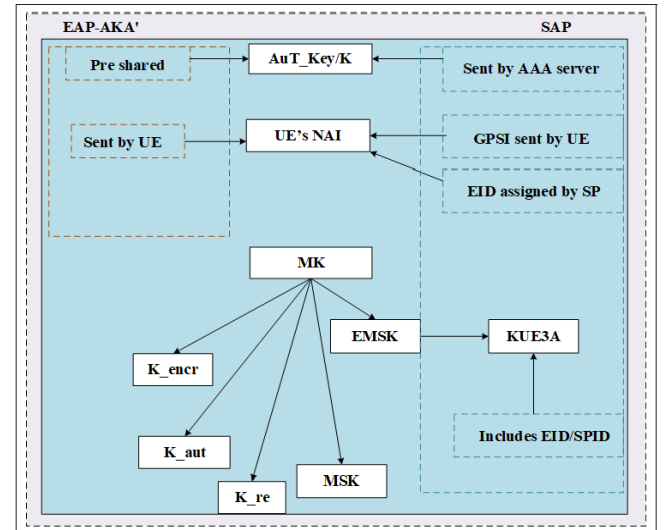 EAP-AKA'
SAP
Pre shared
AuT_Key/K
Sent by AAA server
Sent by UE
UE's NAI
GPSI sent by UE
EID assigned by SP
MK
EMSK
KUE3A
K_encr
K_aut
Includes EID/SPID
MSK
K_re